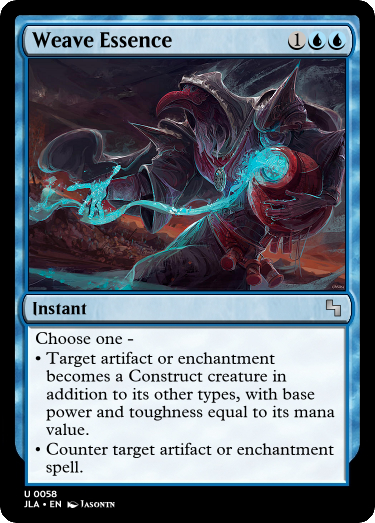 Weave Essence 1
Instant
Choose one -
• Target artifact or enchantment
becomes a Construct creature in
addition to its other types, with base
power and toughness equal to its mana
value.
• Counter target artifact or enchantment
spell.
U 0058
JLA • EN JASONTN